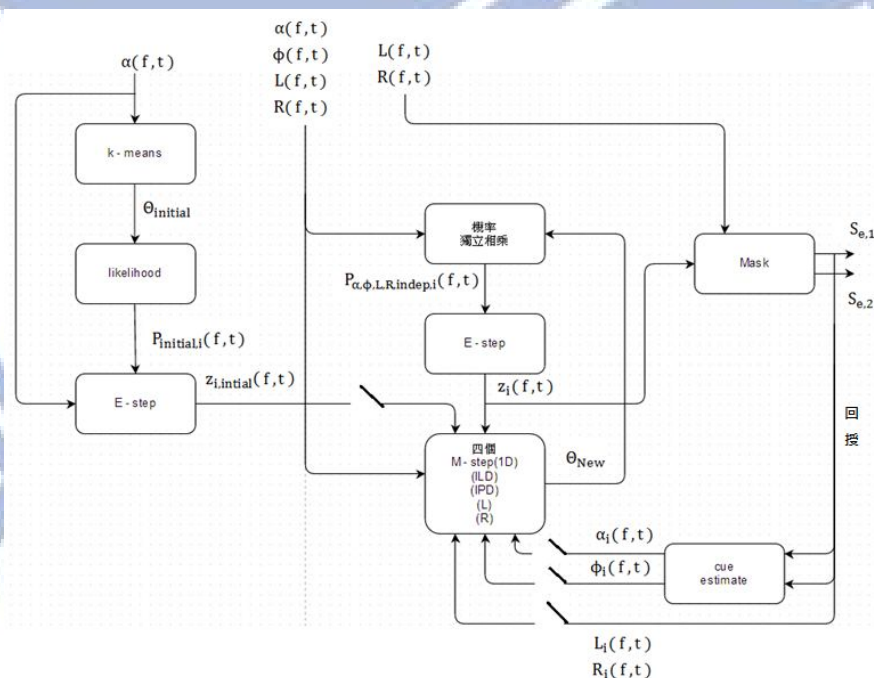 α(f,t)
α(f,t)
ϕ(f,t)
L(f,t)
R(f,t)
L(f,t)
R(f,t)
k-means
Θinitial
likelihood
Pinitial,i(f,t)
E-step
zi,intial(f,t)
機率
獨立相乘
Pα,ϕ,L,R,indep,i(f,t)
E-step
zi(f,t)
四個
M-step(1D)
(ILD)
(IPD)
(L)
(R)
ΘNew
Mask
Se,1
Se,2
回
授
αi(f,t)
ϕi(f,t)
cue
estimate
Li(f,t)
Ri(f,t)